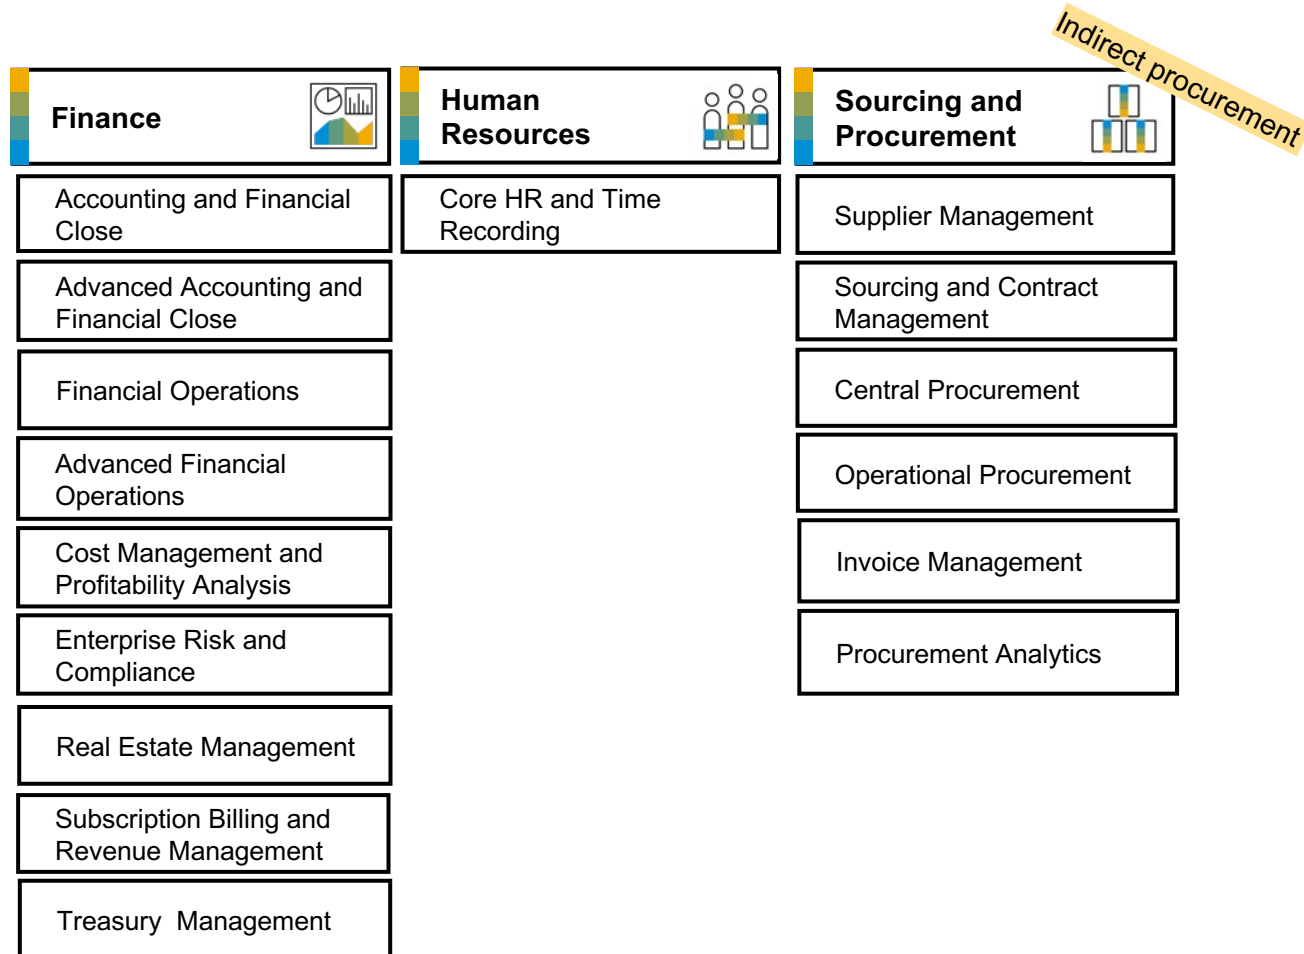 Indirect procurement
Finance
Human
Resources
Sourcing and
Procurement
Accounting and Financial
Close
Advanced Accounting and
Financial Close
Financial Operations
Advanced Financial
Operations
Cost Management and
Profitability Analysis
Enterprise Risk and
Compliance
Real Estate Management
Subscription Billing and
Revenue Management
Treasury  Management
Core HR and Time
Recording
Supplier Management
Sourcing and Contract
Management
Central Procurement
Operational Procurement
Invoice Management
Procurement Analytics